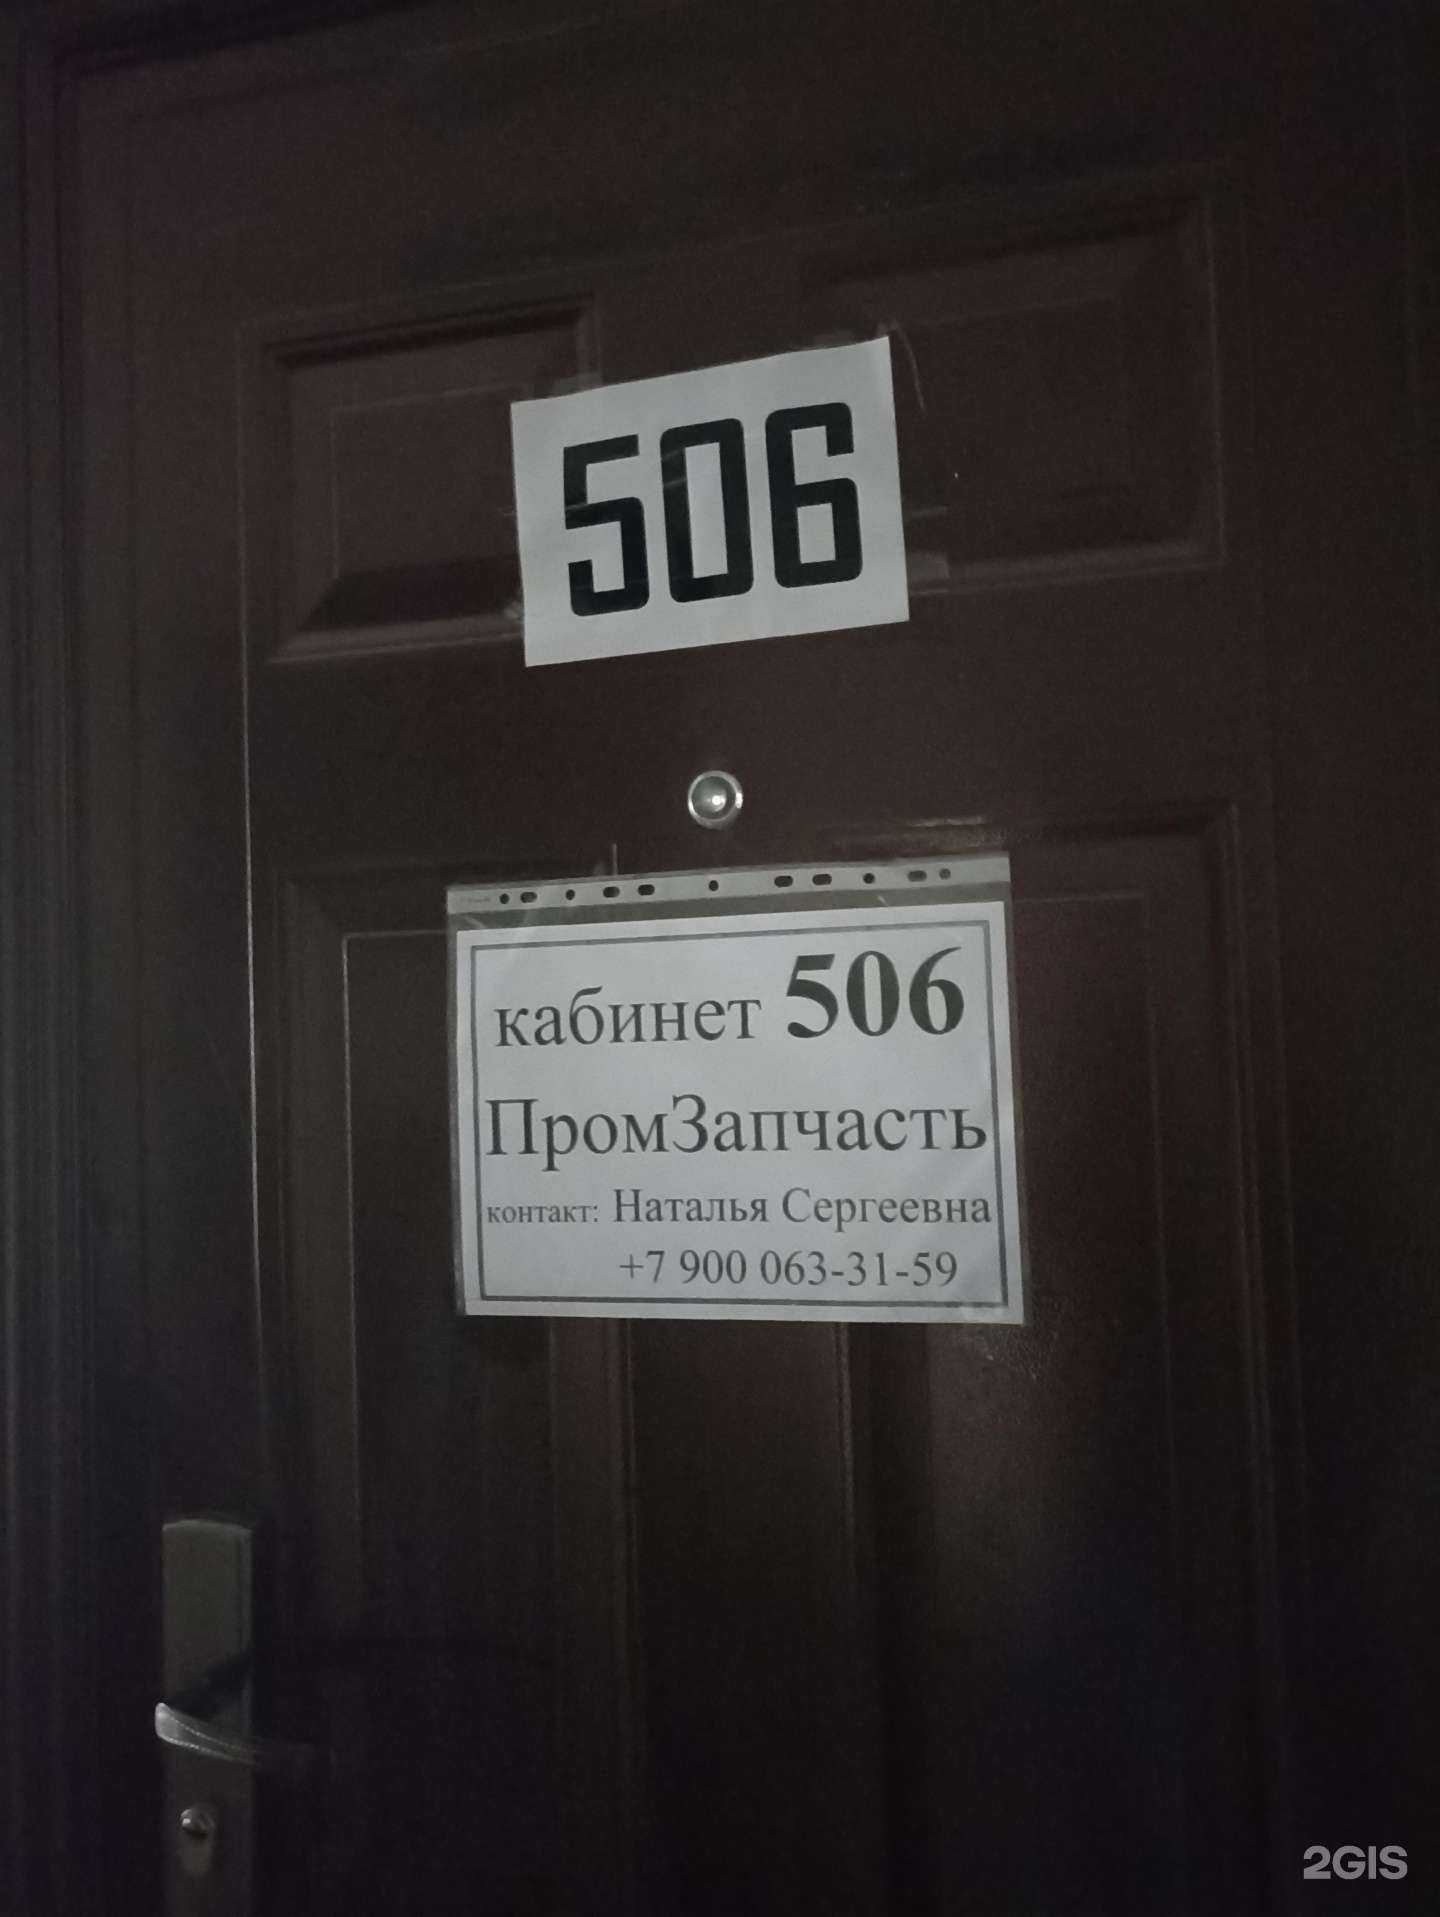 506
кабинет 506
ПромЗапчасть
контакт: Наталья Сергеевна
+7 900 063-31-59
2GIS